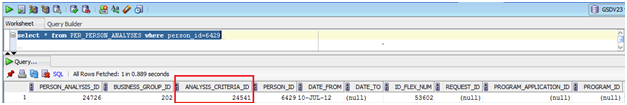 GSDV23
Worksheet Query Builder
select * from PER_PERSON_ANALYSES where person_id=6429
Query...
SQL | All Rows Fetched: 1 in 0.889 seconds
PERSON_ANALYSIS_ID BUSINESS_GROUP_ID ANALYSIS_CRITERIA_ID PERSON_ID DATE_FROM DATE_TO ID_FLEX_NUM REQUEST_ID PROGRAM_APPLICATION_ID PROGRAM_ID
1 24726 202 24541 6429 10-JUL-12 (null) 53602 (null) (null) (null)